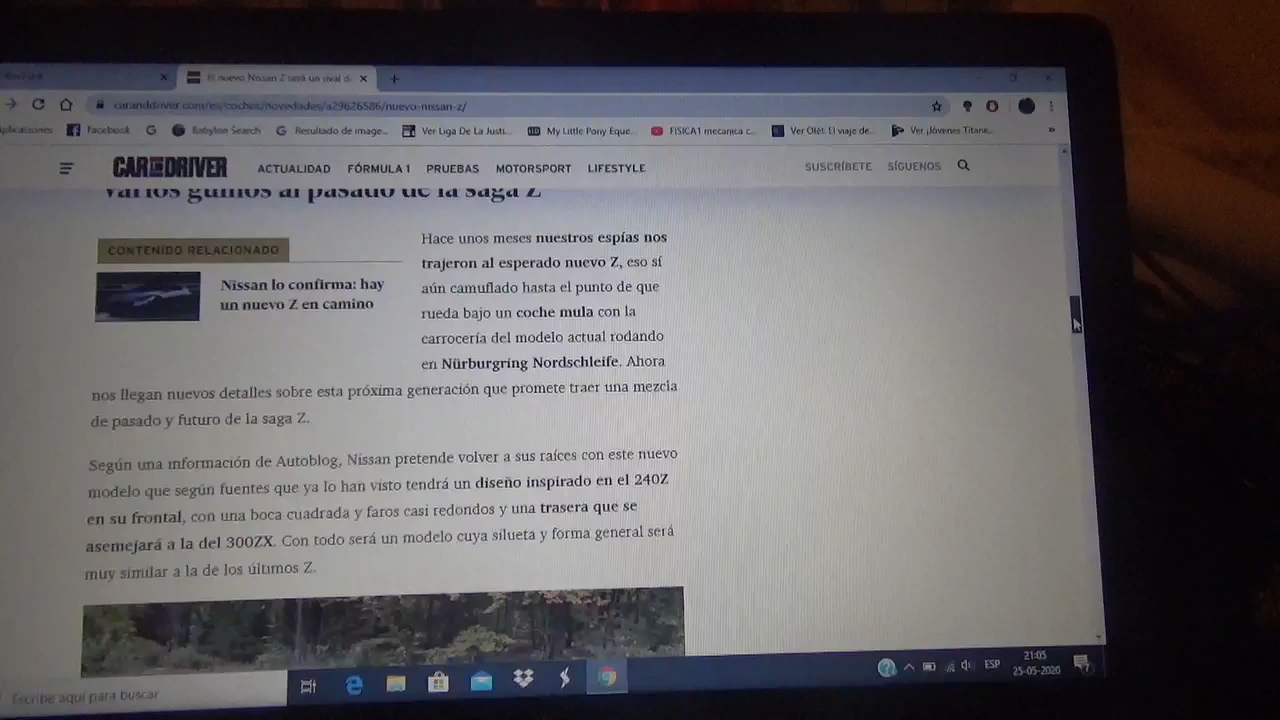 El nuevo Nissan Z será un rival d
caranddriver.com/es/coches/novedades/a29626586/nuevo-nissan-z/
Facebook
G
Babylon Search
Resultado de image...
Ver Liga De La Justi...
My Little Pony Eque...
FISICA1 mecanica c...
Ver Olé!. El viaje de...
Ver ¡Jóvenes Titane...
»
CAR AND DRIVER
ACTUALIDAD FÓRMULA 1 PRUEBAS MOTORSPORT LIFESTYLE
SUSCRÍBETE SÍGUENOS
Varios guiños al pasado de la saga Z
CONTENIDO RELACIONADO
Nissan lo confirma: hay
un nuevo Z en camino
Hace unos meses nuestros espías nos
trajeron al esperado nuevo Z, eso sí
aún camuflado hasta el punto de que
rueda bajo un coche mula con la
carrocería del modelo actual rodando
en Nürburgring Nordschleife. Ahora
nos llegan nuevos detalles sobre esta próxima generación que promete traer una mezcla
de pasado y futuro de la saga Z.
Según una información de Autoblog, Nissan pretende volver a sus raíces con este nuevo
modelo que según fuentes que ya lo han visto tendrá un diseño inspirado en el 240Z
en su frontal, con una boca cuadrada y faros casi redondos y una trasera que se
asemejará a la del 300ZX. Con todo será un modelo cuya silueta y forma general será
muy similar a la de los últimos Z.
Escribe aquí para buscar
ESP
21:05
25-05-2020